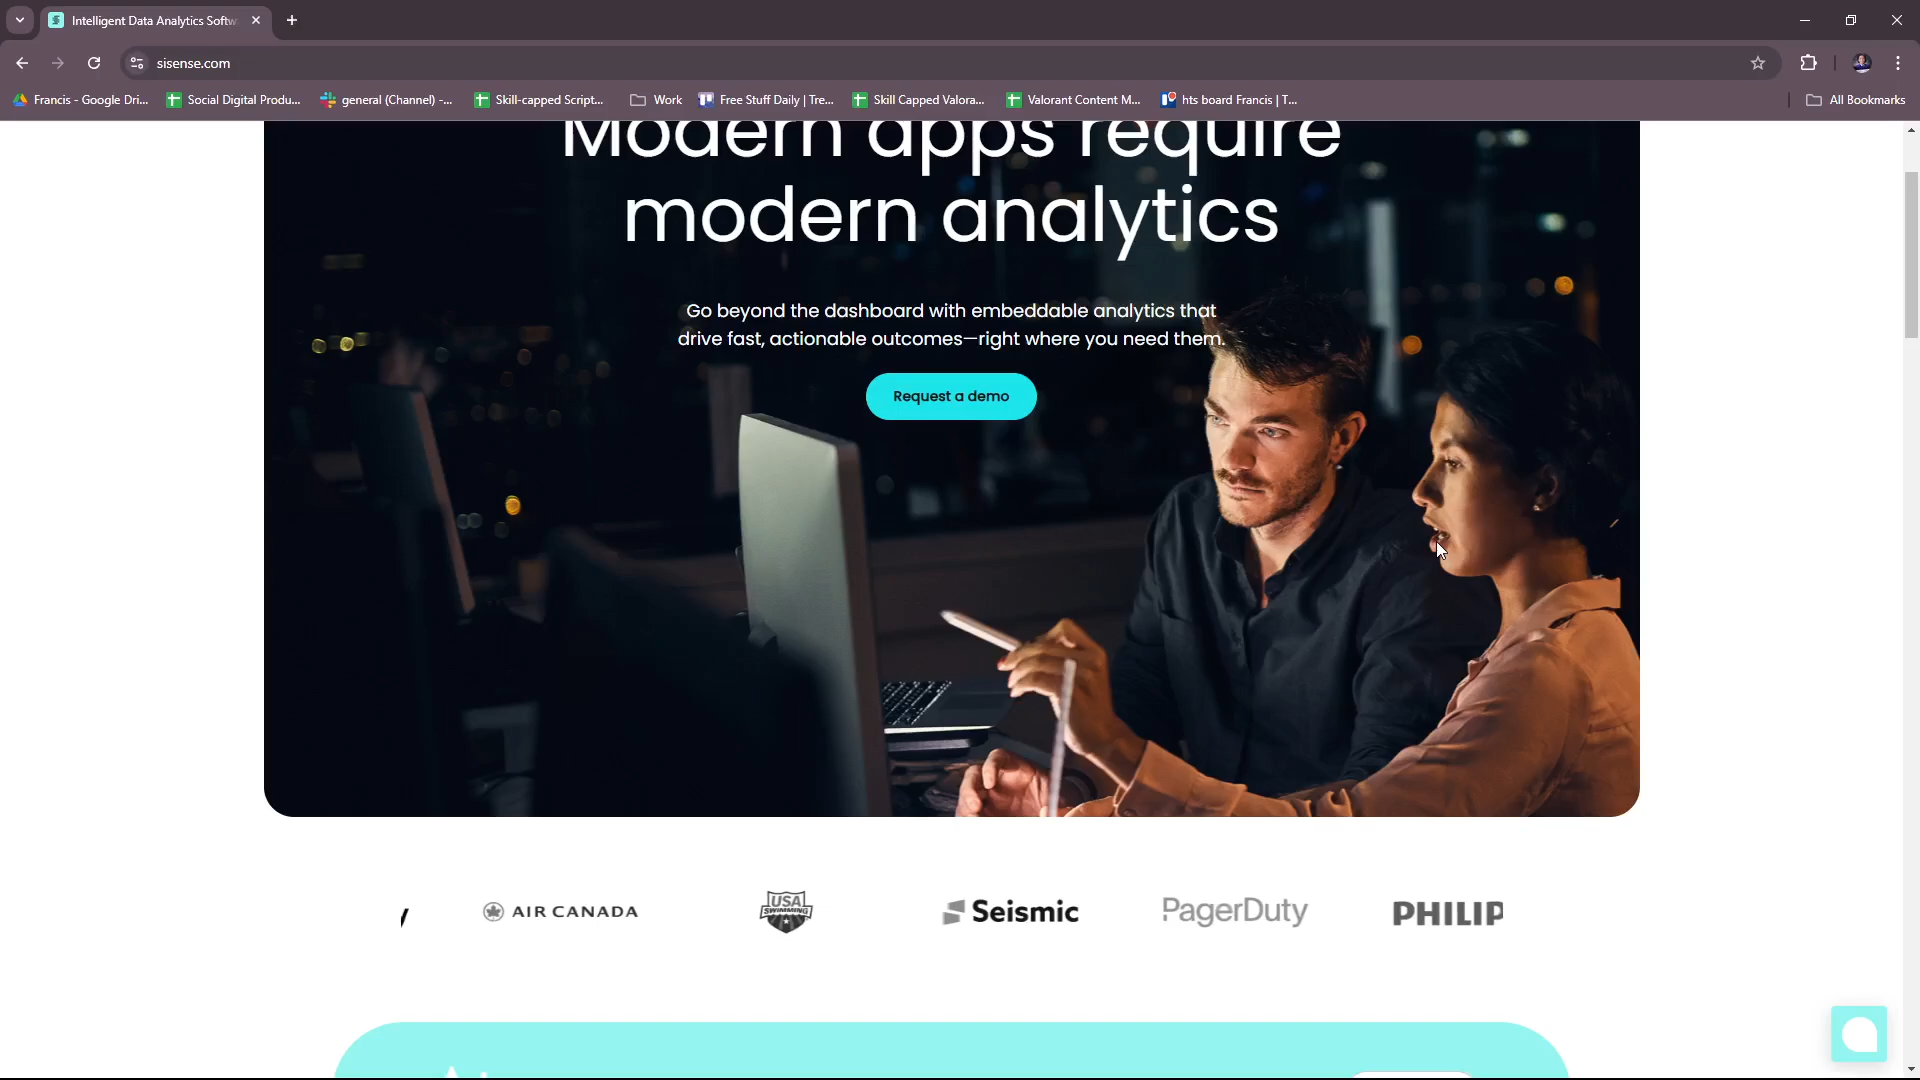 Intelligent Data Analytics Softw
sisense.com
Francis - Google Dri...
Social Digital Produ...
general (Channel) -...
Skill-capped Script...
Work
Free Stuff Daily | Tre...
Skill Capped Valora...
Valorant Content M...
hts board Francis | T...
All Bookmarks
Modern apps require
modern analytics
Go beyond the dashboard with embeddable analytics that
drive fast, actionable outcomes—right where you need them.
Request a demo
AIR CANADA
USA
SWIMMING
Seismic
PagerDuty
PHILIP